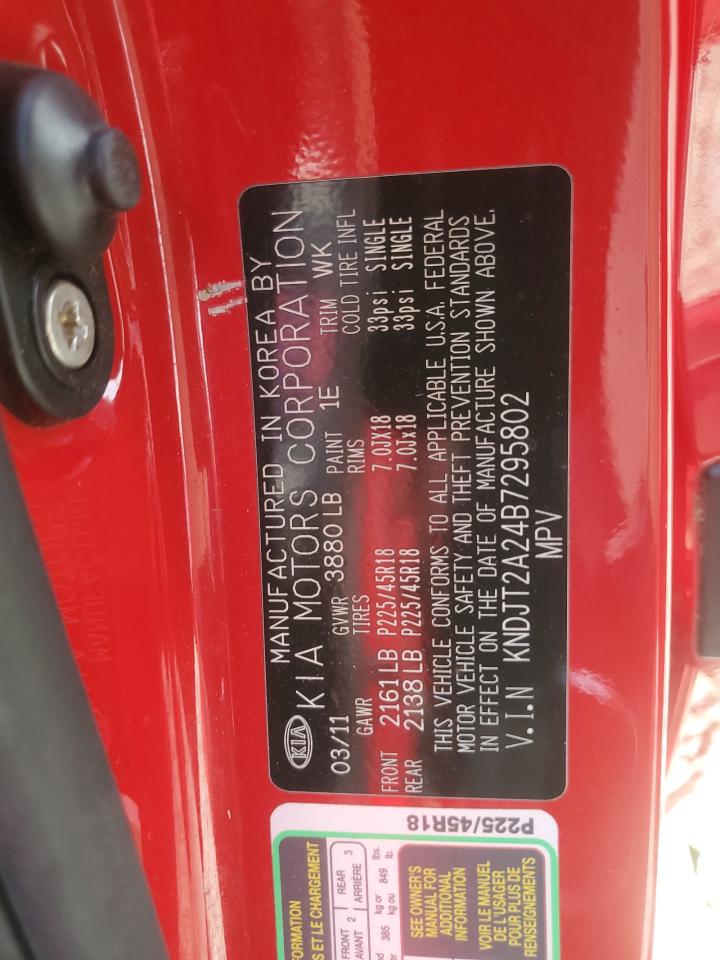 KIA
MANUFACTURED IN KOREA BY
KIA MOTORS CORPORATION
03/11 GVWR 3880 LB PAINT 1E TRIM WK
GAWR TIRES RIMS COLD TIRE INFL
FRONT 2161 LB P225/45R18 7.0JX18 33psi SINGLE
REAR 2138 LB P225/45R18 7.0Jx18 33psi SINGLE
THIS VEHICLE CONFORMS TO ALL APPLICABLE U.S.A. FEDERAL
MOTOR VEHICLE SAFETY AND THEFT PREVENTION STANDARDS
IN EFFECT ON THE DATE OF MANUFACTURE SHOWN ABOVE.
V.I.N KNDJT2A24B7295802
MPV
S ET LE CHARGEMENT
FRONT 2 REAR 3
AVANT 2 ARRIÈRE
385 kg or 849 lbs.
kg ou lb.
P225/45R18
SEE OWNER'S
MANUAL FOR
ADDITIONAL
INFORMATION
VOIR LE MANUEL
DE L'USAGER
POUR PLUS DE
RENSEIGNEMENTS